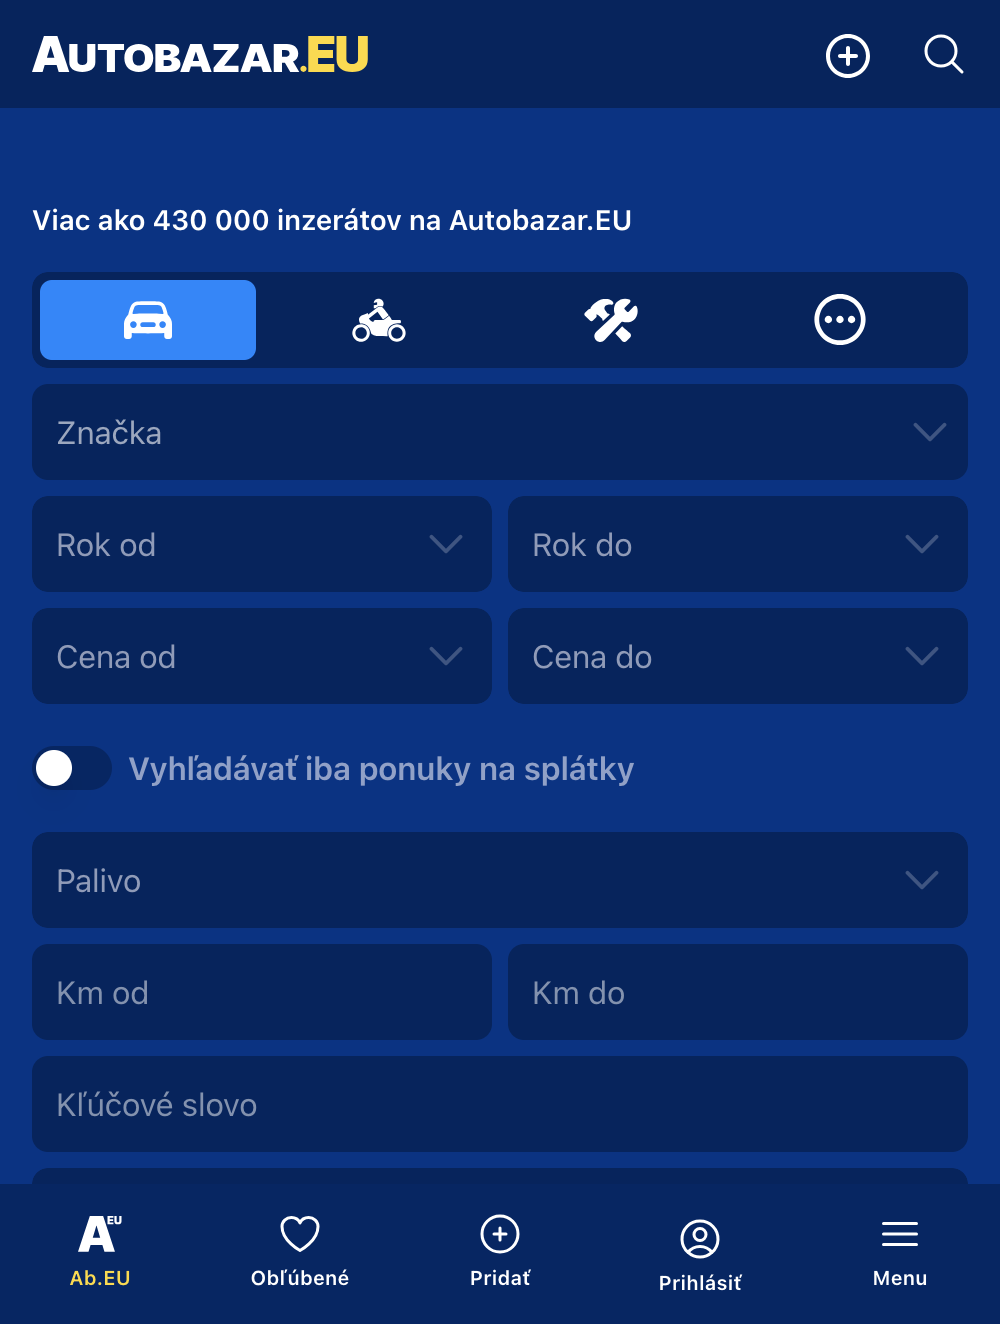 AUTOBAZAR.EU
Viac ako 430 000 inzerátov na Autobazar.EU
Značka
Rok od
Rok do
Cena od
Cena do
Vyhľadávať iba ponuky na splátky
Palivo
Km od
Km do
Kľúčové slovo
A EU
Ab.EU
Obľúbené
Pridať
Prihlásiť
Menu